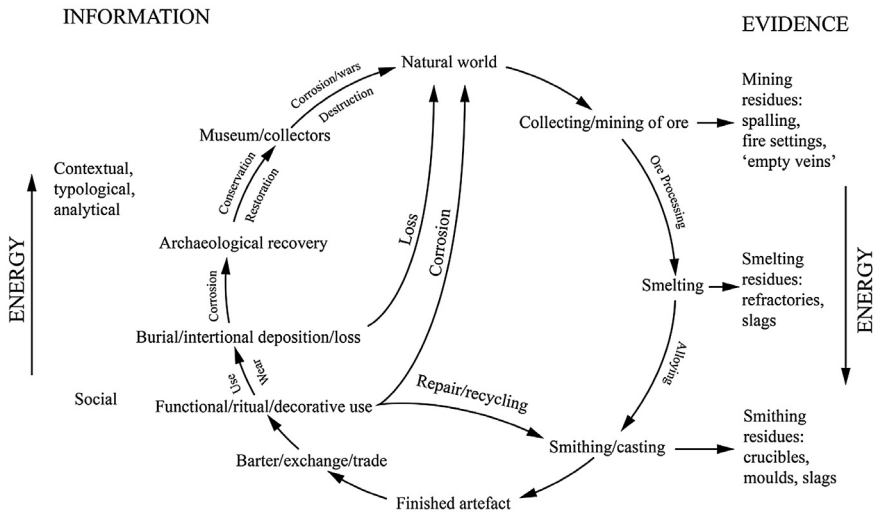 INFORMATION
EVIDENCE
Natural world
Corrosion/wars
Destruction
Museum/collectors
Collecting/mining of ore
Mining
residues:
spalling,
fire settings,
‘empty veins’
Contextual,
typological,
analytical
Conservation
Restoration
Ore Processing
Archaeological recovery
Loss
Corrosion
ENERGY
Corrosion
Smelting
Smelting
residues:
refractories,
slags
ENERGY
Burial/intertional deposition/loss
Use
Wear
Alloying
Social
Functional/ritual/decorative use
Repair/recycling
Smithing/casting
Smithing
residues:
crucibles,
moulds, slags
Barter/exchange/trade
Finished artefact